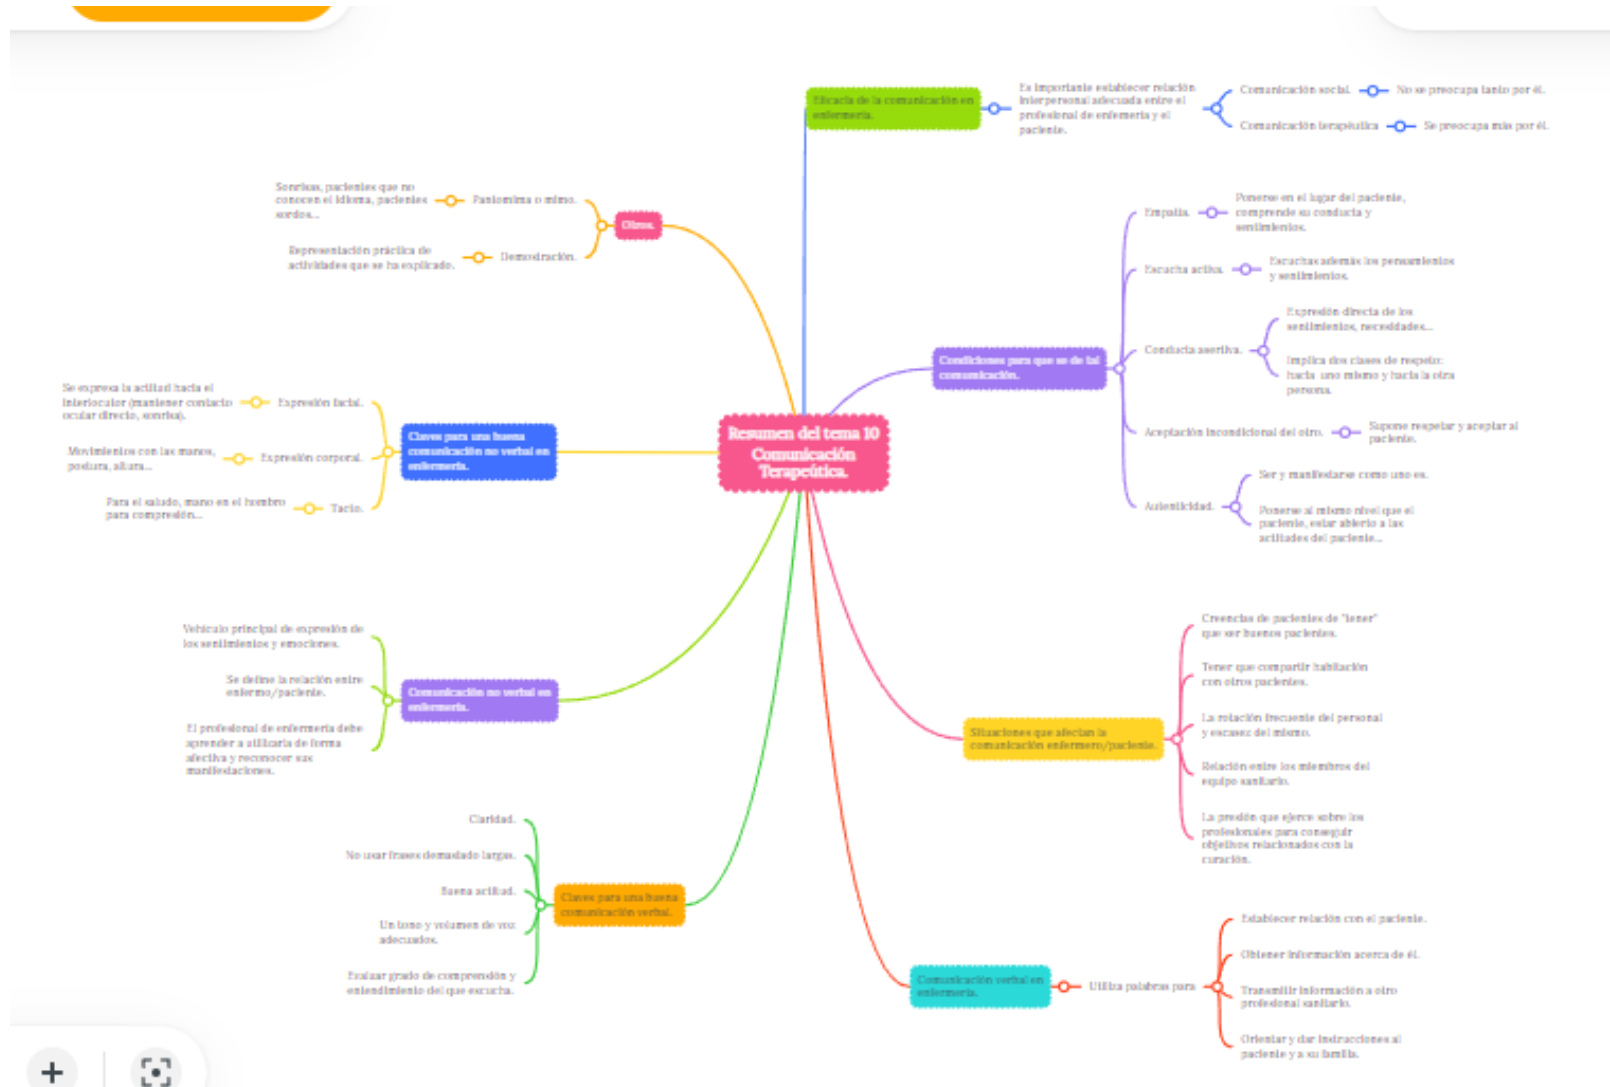 Resumen del tema 10
Comunicación
Terapeútica.
Eficacia de la comunicación en
enfermería.
Es importante establecer relación
interpersonal adecuada entre el
profesional de enfemería y el
paciente.
Comunicación social.
No se preocupa tanto por él.
Comunicación terapéutica
Se preocupa más por él.
Condiciones para que se de tal
comunicación.
Empatía.
Ponerse en el lugar del paciente,
comprende su conducta y
sentimientos.
Escucha activa.
Escuchas además los pensamientos
y sentimientos.
Conducta asertiva.
Expresión directa de los
sentimientos, necesidades...
Implica dos clases de respeto:
hacia uno mismo y hacia la otra
persona.
Aceptación incondicional del otro.
Supone respetar y aceptar al
paciente.
Autenticidad.
Ser y manifestarse como uno es.
Ponerse al mismo nivel que el
paciente, estar abierto a las
actitudes del paciente...
Situaciones que afectan la
comunicación enfermero/paciente.
Creencias de pacientes de "tener"
que ser buenos pacientes.
Tener que compartir habitación
con otros pacientes.
La rotación frecuente del personal
y escasez del mismo.
Relación entre los miembros del
equipo sanitario.
La presión que ejerce sobre los
profesionales para conseguir
objetivos relacionados con la
curación.
Comunicación verbal en
enfermería.
Utiliza palabras para
Establecer relación con el paciente.
Obtener información acerca de él.
Transmitir información a otro
profesional sanitario.
Orientar y dar instrucciones al
paciente y a su familia.
Otros.
Pantomima o mimo.
Sonrisas, pacientes que no
conocen el idioma, pacientes
sordos...
Demostración.
Representación práctica de
actividades que se ha explicado.
Claves para una buena
comunicación no verbal en
enfermería.
Expresión facial.
Se expresa la actitud hacia el
interlocutor (mantener contacto
ocular directo, sonrisa).
Expresión corporal.
Movimientos con las manos,
postura, altura...
Tacto.
Para el saludo, mano en el hombro
para compresión...
Comunicación no verbal en
enfermería.
Vehículo principal de expresión de
los sentimientos y emociones.
Se define la relación entre
enfermo/paciente.
El profesional de enfermería debe
aprender a utilizarla de forma
afectiva y reconocer sus
manifestaciones.
Claves para una buena
comunicación verbal.
Claridad.
No usar frases demasiado largas.
Buena actitud.
Un tono y volumen de voz
adecuados.
Evaluar grado de comprensión y
entendimiento del que escucha.